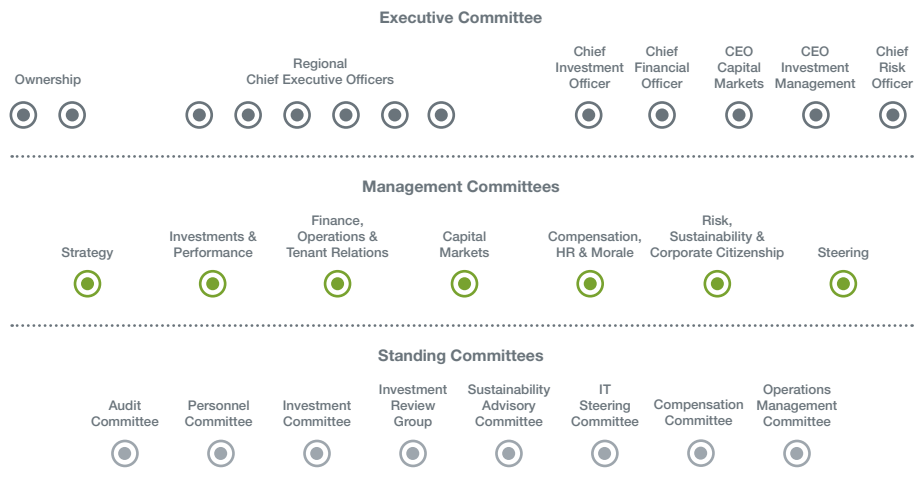 Executive Committee
Ownership
Regional
Chief Executive Officers
Chief
Investment
Officer
Chief
Financial
Officer
CEO
Capital
Markets
CEO
Investment
Management
Chief
Risk
Officer
Management Committees
Strategy
Investments &
Performance
Finance,
Operations &
Tenant Relations
Capital
Markets
Compensation,
HR & Morale
Risk,
Sustainability &
Corporate Citizenship
Steering
Standing Committees
Audit
Committee
Personnel
Committee
Investment
Committee
Investment
Review
Group
Sustainability
Advisory
Committee
IT
Steering
Committee
Compensation
Committee
Operations
Management
Committee